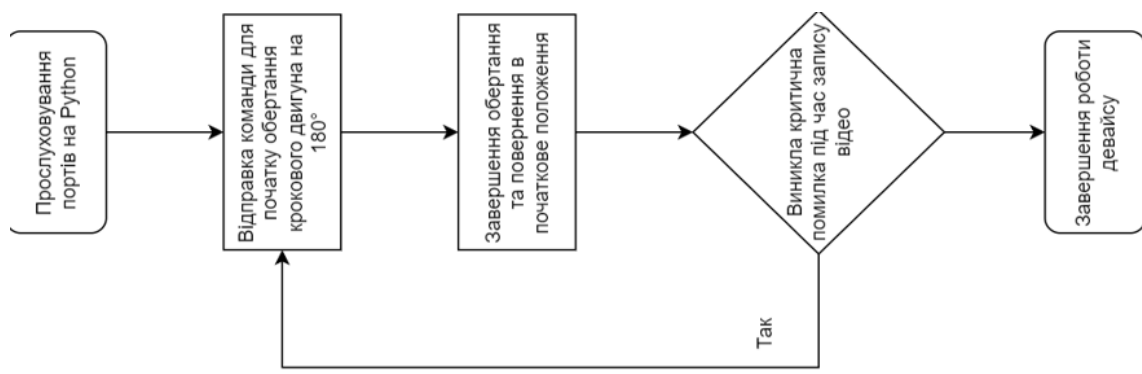 Прослуховування
портів на Python
Відправка команди для
початку обертання
крокового двигуна на
180°
Завершення обертання
та повернення в
початкове положення
Виникла критична
помилка під час запису
відео
Так
Завершення роботи
девайсу